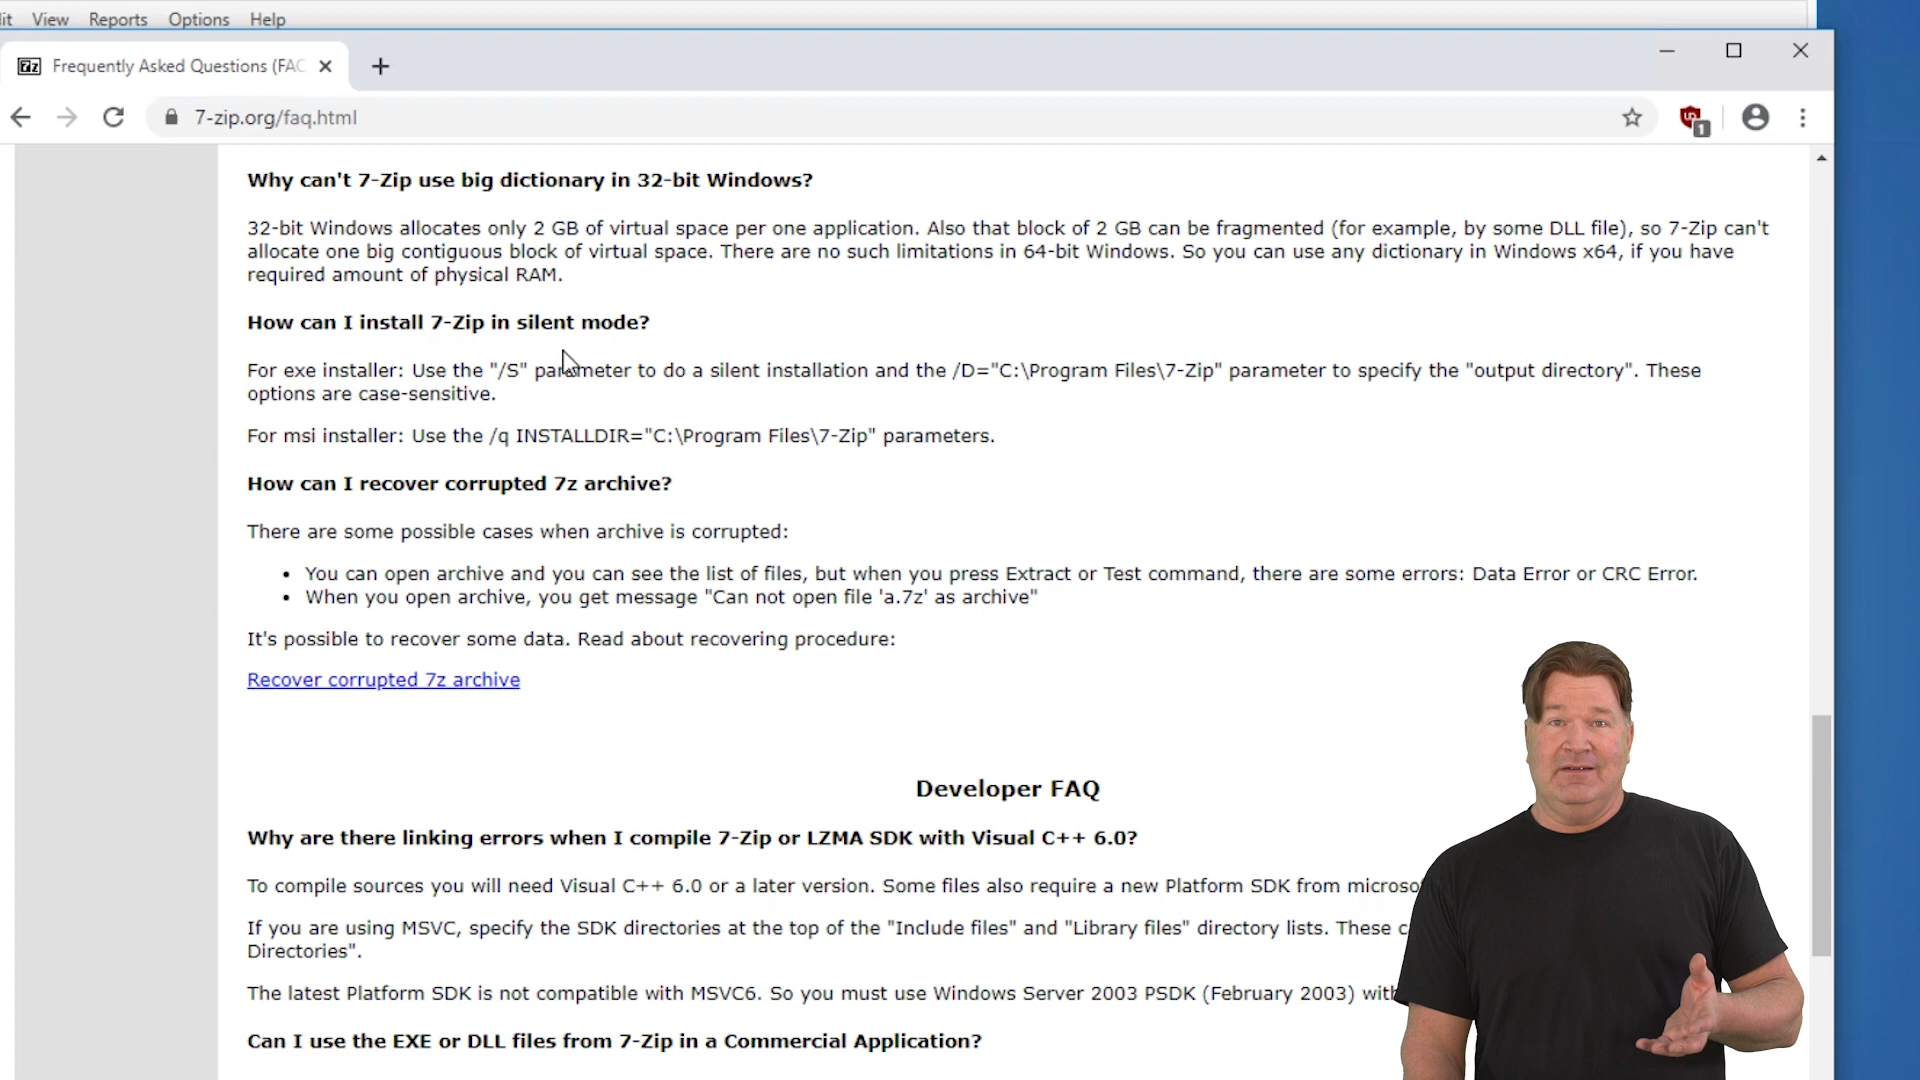 it View Reports Options Help
7z Frequently Asked Questions (FAC
7-zip.org/faq.html
1
Why can't 7-Zip use big dictionary in 32-bit Windows?
32-bit Windows allocates only 2 GB of virtual space per one application. Also that block of 2 GB can be fragmented (for example, by some DLL file), so 7-Zip can't
allocate one big contiguous block of virtual space. There are no such limitations in 64-bit Windows. So you can use any dictionary in Windows x64, if you have
required amount of physical RAM.
How can I install 7-Zip in silent mode?
For exe installer: Use the "/S" parameter to do a silent installation and the /D="C:\Program Files\7-Zip" parameter to specify the "output directory". These
options are case-sensitive.
For msi installer: Use the /q INSTALLDIR="C:\Program Files\7-Zip" parameters.
How can I recover corrupted 7z archive?
There are some possible cases when archive is corrupted:
• You can open archive and you can see the list of files, but when you press Extract or Test command, there are some errors: Data Error or CRC Error.
• When you open archive, you get message "Can not open file 'a.7z' as archive"
It's possible to recover some data. Read about recovering procedure:
Recover corrupted 7z archive
Developer FAQ
Why are there linking errors when I compile 7-Zip or LZMA SDK with Visual C++ 6.0?
To compile sources you will need Visual C++ 6.0 or a later version. Some files also require a new Platform SDK from microso
If you are using MSVC, specify the SDK directories at the top of the "Include files" and "Library files" directory lists. These c
Directories".
The latest Platform SDK is not compatible with MSVC6. So you must use Windows Server 2003 PSDK (February 2003) with
Can I use the EXE or DLL files from 7-Zip in a Commercial Application?